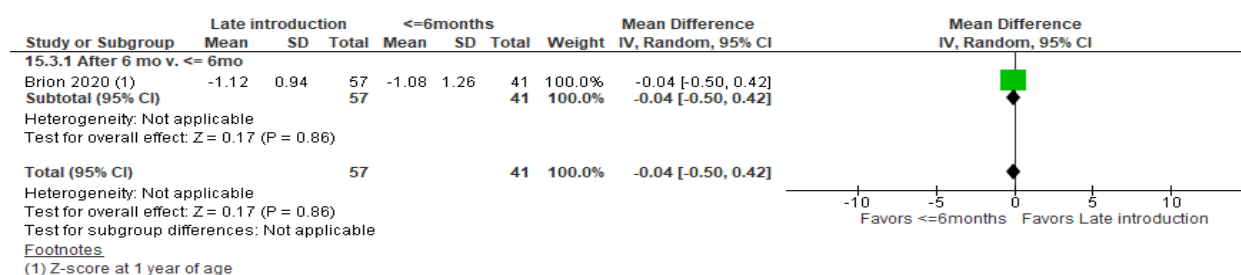 Late introduction <=6months Mean Difference Mean Difference
Study or Subgroup Mean SD Total Mean SD Total Weight IV, Random, 95% CI IV, Random, 95% CI
15.3.1 After 6 mo v. <= 6mo
Brion 2020 (1) -1.12 0.94 57 -1.08 1.26 41 100.0% -0.04 [-0.50, 0.42]
Subtotal (95% CI) 57 41 100.0% -0.04 [-0.50, 0.42]
Heterogeneity: Not applicable
Test for overall effect: Z = 0.17 (P = 0.86)
Total (95% CI) 57 41 100.0% -0.04 [-0.50, 0.42]
Heterogeneity: Not applicable
Test for overall effect: Z = 0.17 (P = 0.86)
Test for subgroup differences: Not applicable
-10 -5 0 5 10
Favors <=6months Favors Late introduction
Footnotes
(1) Z-score at 1 year of age